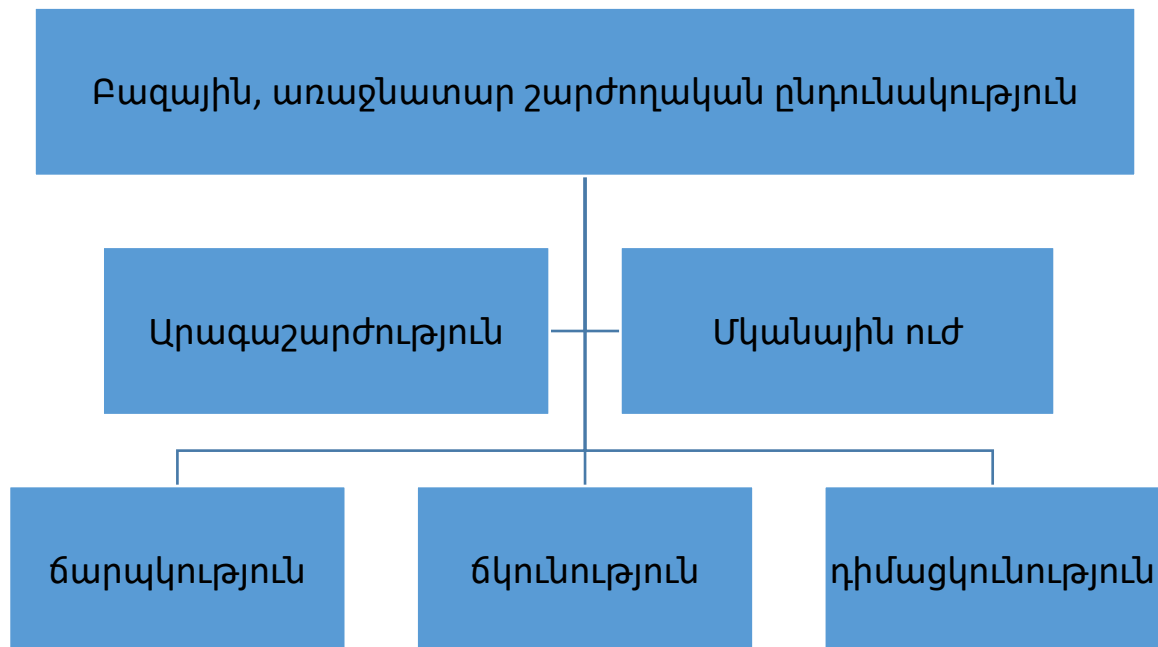 Բազային, առաջնատար շարժողական ընդունակություն
Արագաշարժություն
Մկանային ուժ
ճարպկություն
ճկունություն
դիմացկունություն